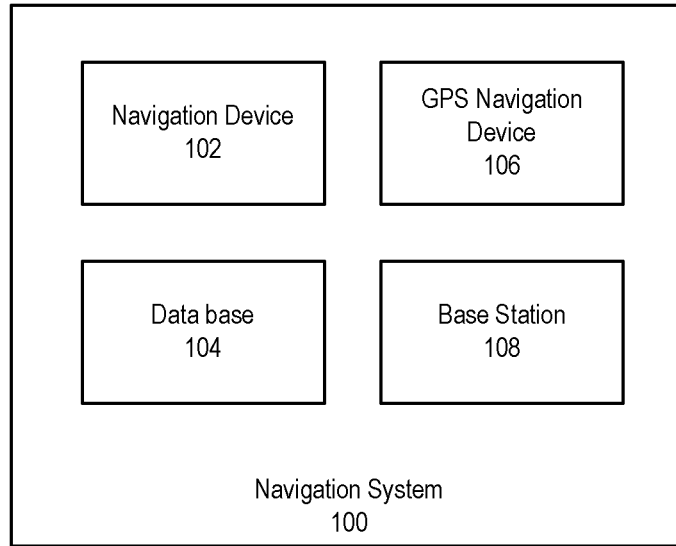 Navigation Device
102
GPS Navigation
Device
106
Data base
104
Base Station
108
Navigation System
100